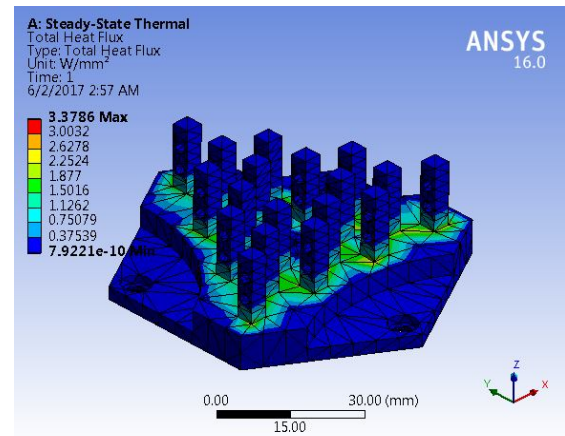 A: Steady-State Thermal
Total Heat Flux
Type: Total Heat Flux
Unit: W/mm²
Time: 1
6/2/2017 2:57 AM
ANSYS
16.0
3.3786 Max
3.0032
2.6278
2.2524
1.877
1.5016
1.1262
0.75079
0.37539
7.9221e-10 Min
0.00
30.00 (mm)
15.00
Z
Y
X